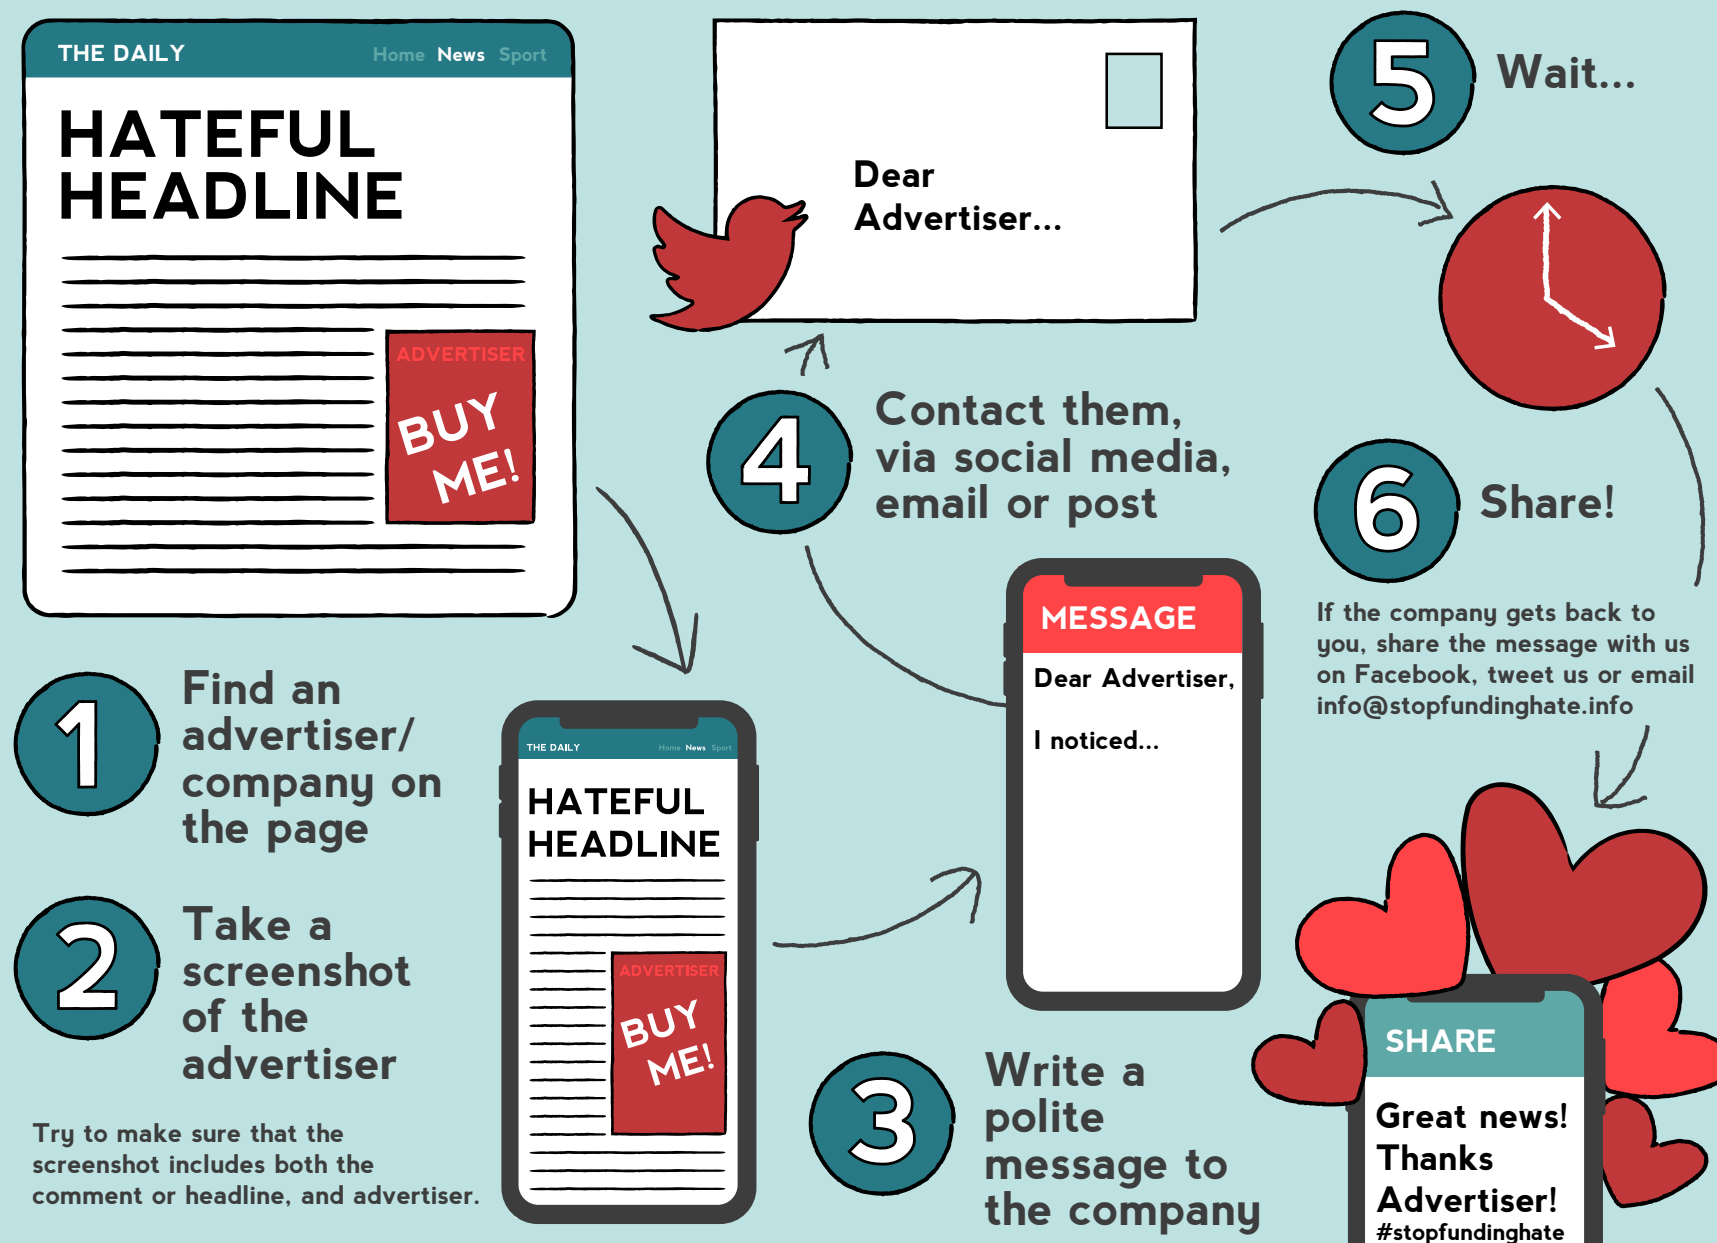 THE DAILY
Home News Sport
HATEFUL
HEADLINE
ADVERTISER
BUY
ME!
1
Find an
advertiser/
company on
the page
2
Take a
screenshot
of the
advertiser
Try to make sure that the
screenshot includes both the
comment or headline, and advertiser.
THE DAILY
Home News Sport
HATEFUL
HEADLINE
ADVERTISER
BUY
ME!
3
Write a
polite
message to
the company
MESSAGE
Dear Advertiser,
I noticed...
4
Contact them,
via social media,
email or post
Dear
Advertiser...
5
Wait...
6
Share!
If the company gets back to
you, share the message with us
on Facebook, tweet us or email
info@stopfundinghate.info
SHARE
Great news!
Thanks
Advertiser!
#stopfundinghate